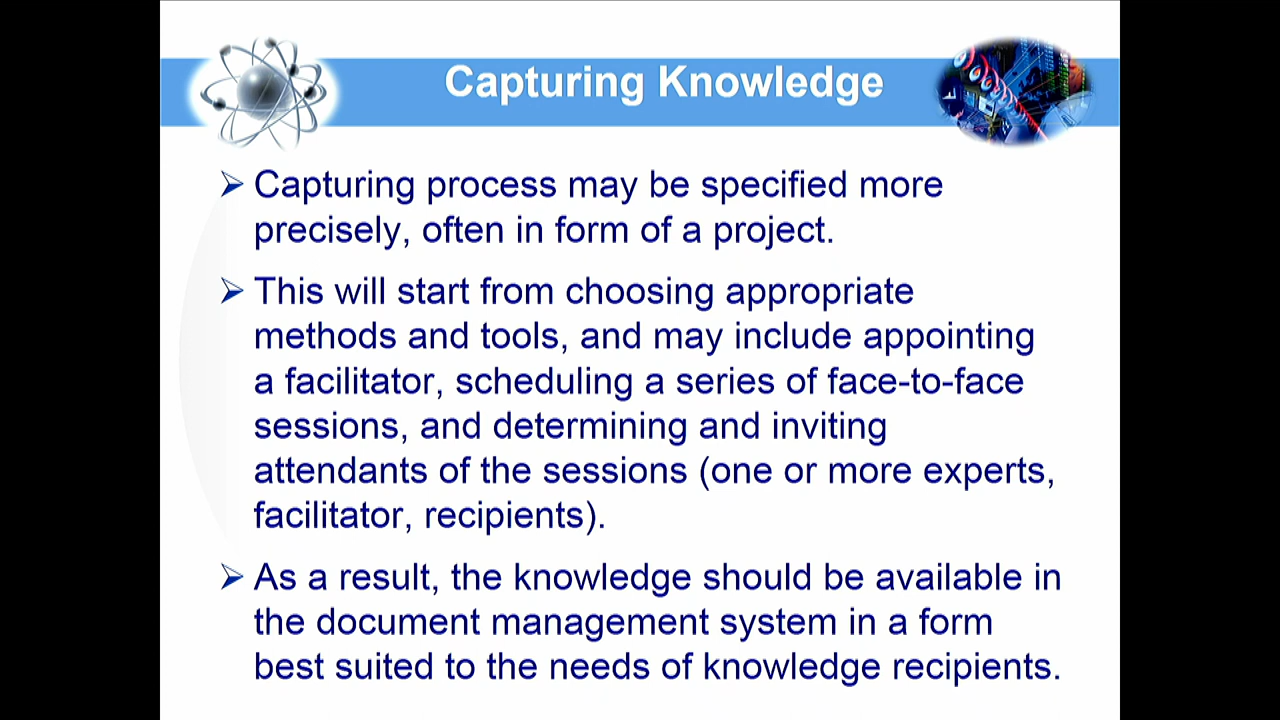 Capturing Knowledge
Capturing process may be specified more
precisely, often in form of a project.
This will start from choosing appropriate
methods and tools, and may include appointing
a facilitator, scheduling a series of face-to-face
sessions, and determining and inviting
attendants of the sessions (one or more experts,
facilitator, recipients).
As a result, the knowledge should be available in
the document management system in a form
best suited to the needs of knowledge recipients.